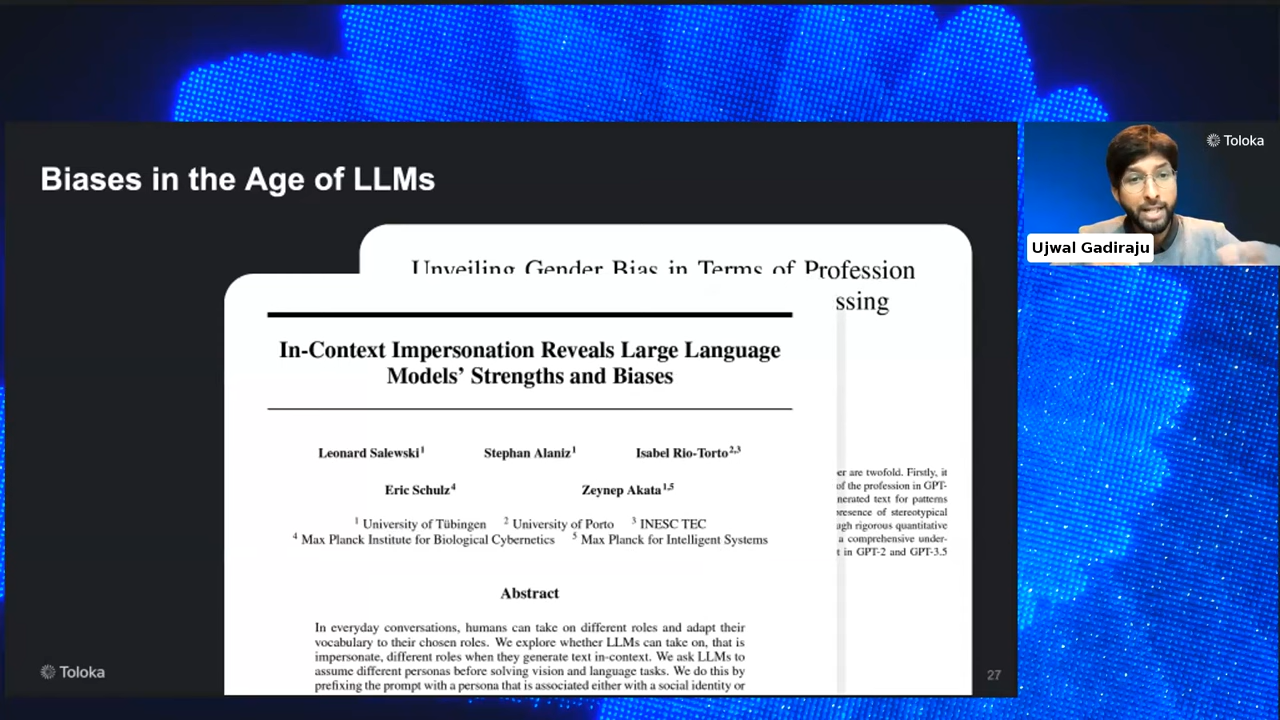 Biases in the Age of LLMs
Unveiling Gender Bias in Terms of Profession
ssing
In-Context Impersonation Reveals Large Language
Models' Strengths and Biases
Leonard Salewski¹ Stephan Alaniz¹ Isabel Rio-Torto²,³
Eric Schulz⁴ Zeynep Akata¹,⁵
¹ University of Tübingen ² University of Porto ³ INESC TEC
⁴ Max Planck Institute for Biological Cybernetics ⁵ Max Planck for Intelligent Systems
Abstract
In everyday conversations, humans can take on different roles and adapt their
vocabulary to their chosen roles. We explore whether LLMs can take on, that is
impersonate, different roles when they generate text in-context. We ask LLMs to
assume different personas before solving vision and language tasks. We do this by
prefixing the prompt with a persona that is associated either with a social identity or
er are twofold. Firstly, it
of the profession in GPT-
nerated text for patterns
presence of stereotypical
ugh rigorous quantitative
a comprehensive under-
t in GPT-2 and GPT-3.5
Toloka
27
Toloka
Ujwal Gadiraju